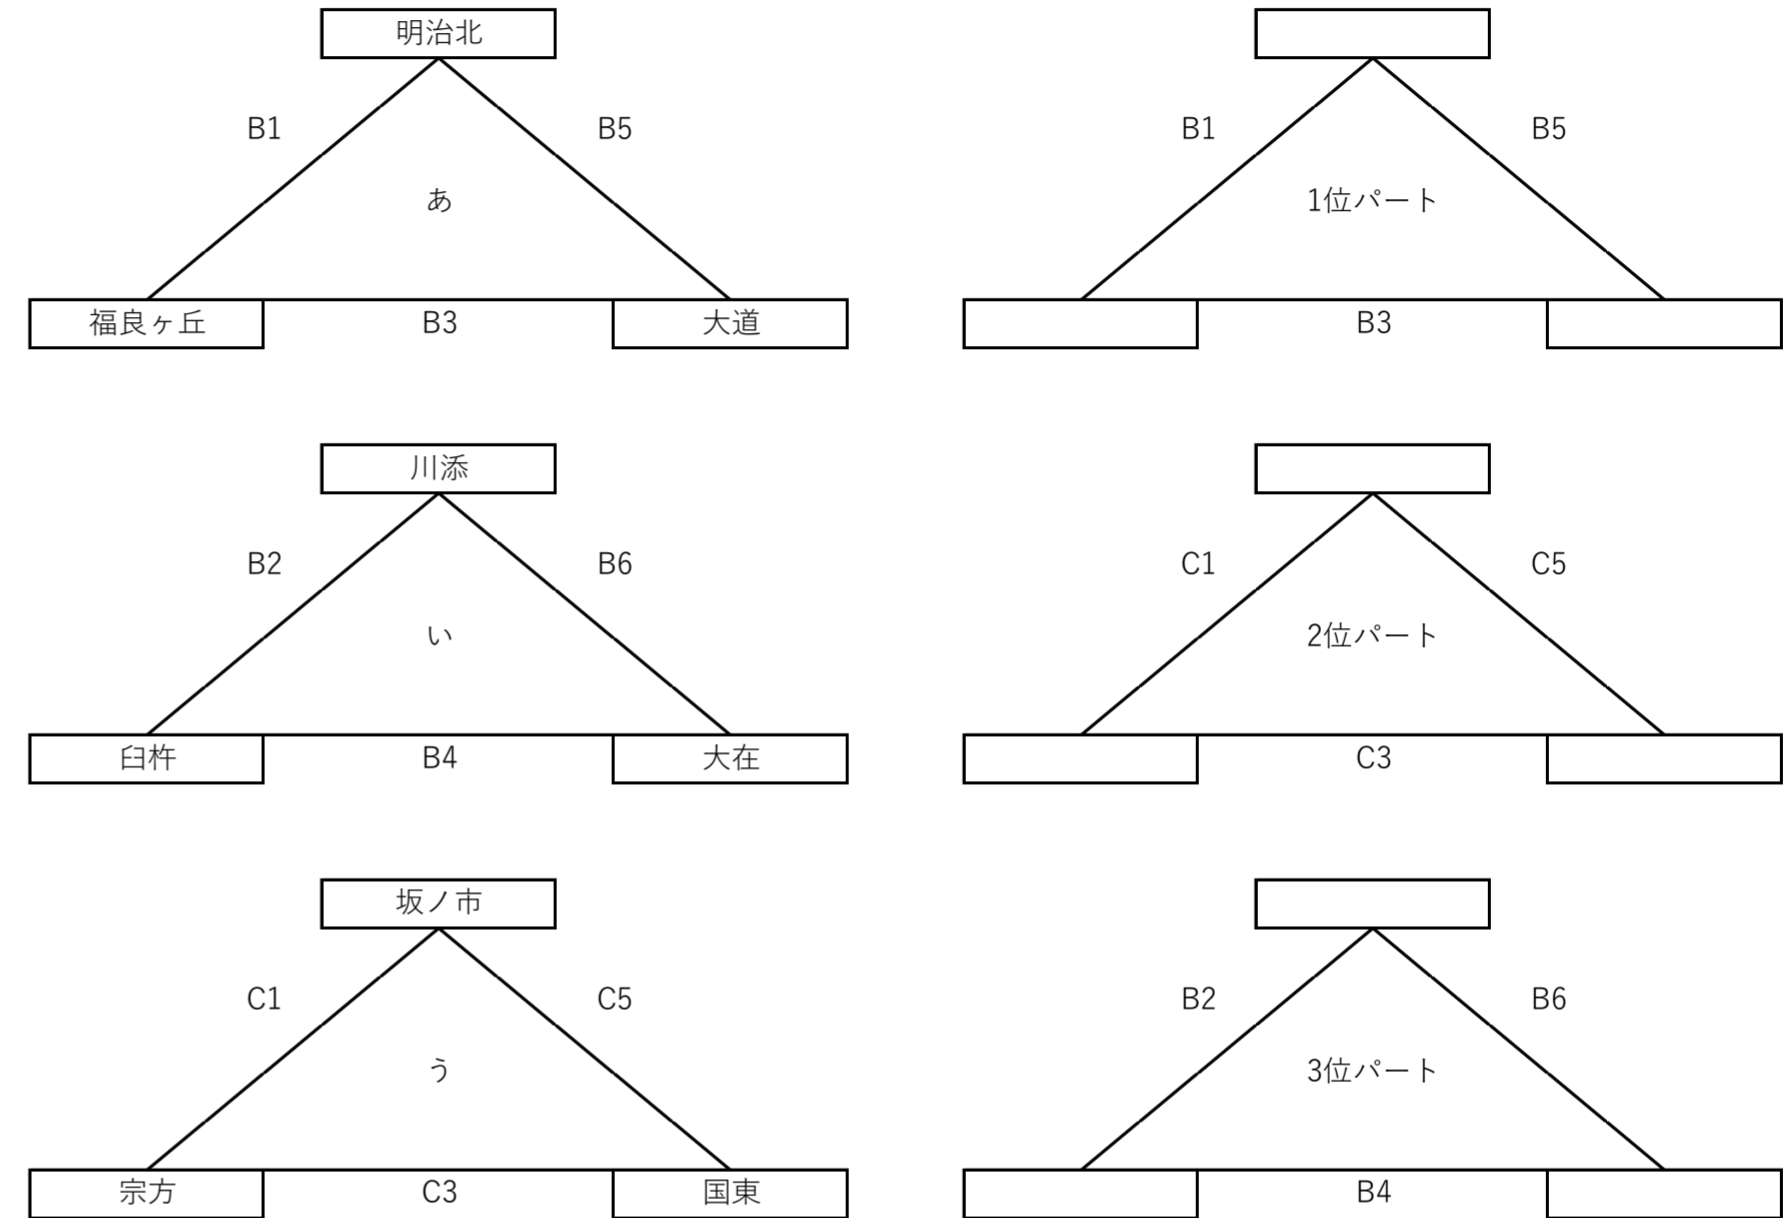 明治北
B1
B5
あ
福良ヶ丘
B3
大道
B1
B5
1位パート
B3
川添
B2
B6
い
臼杵
B4
大在
C1
C5
2位パート
C3
坂ノ市
C1
C5
う
宗方
C3
国東
B2
B6
3位パート
B4